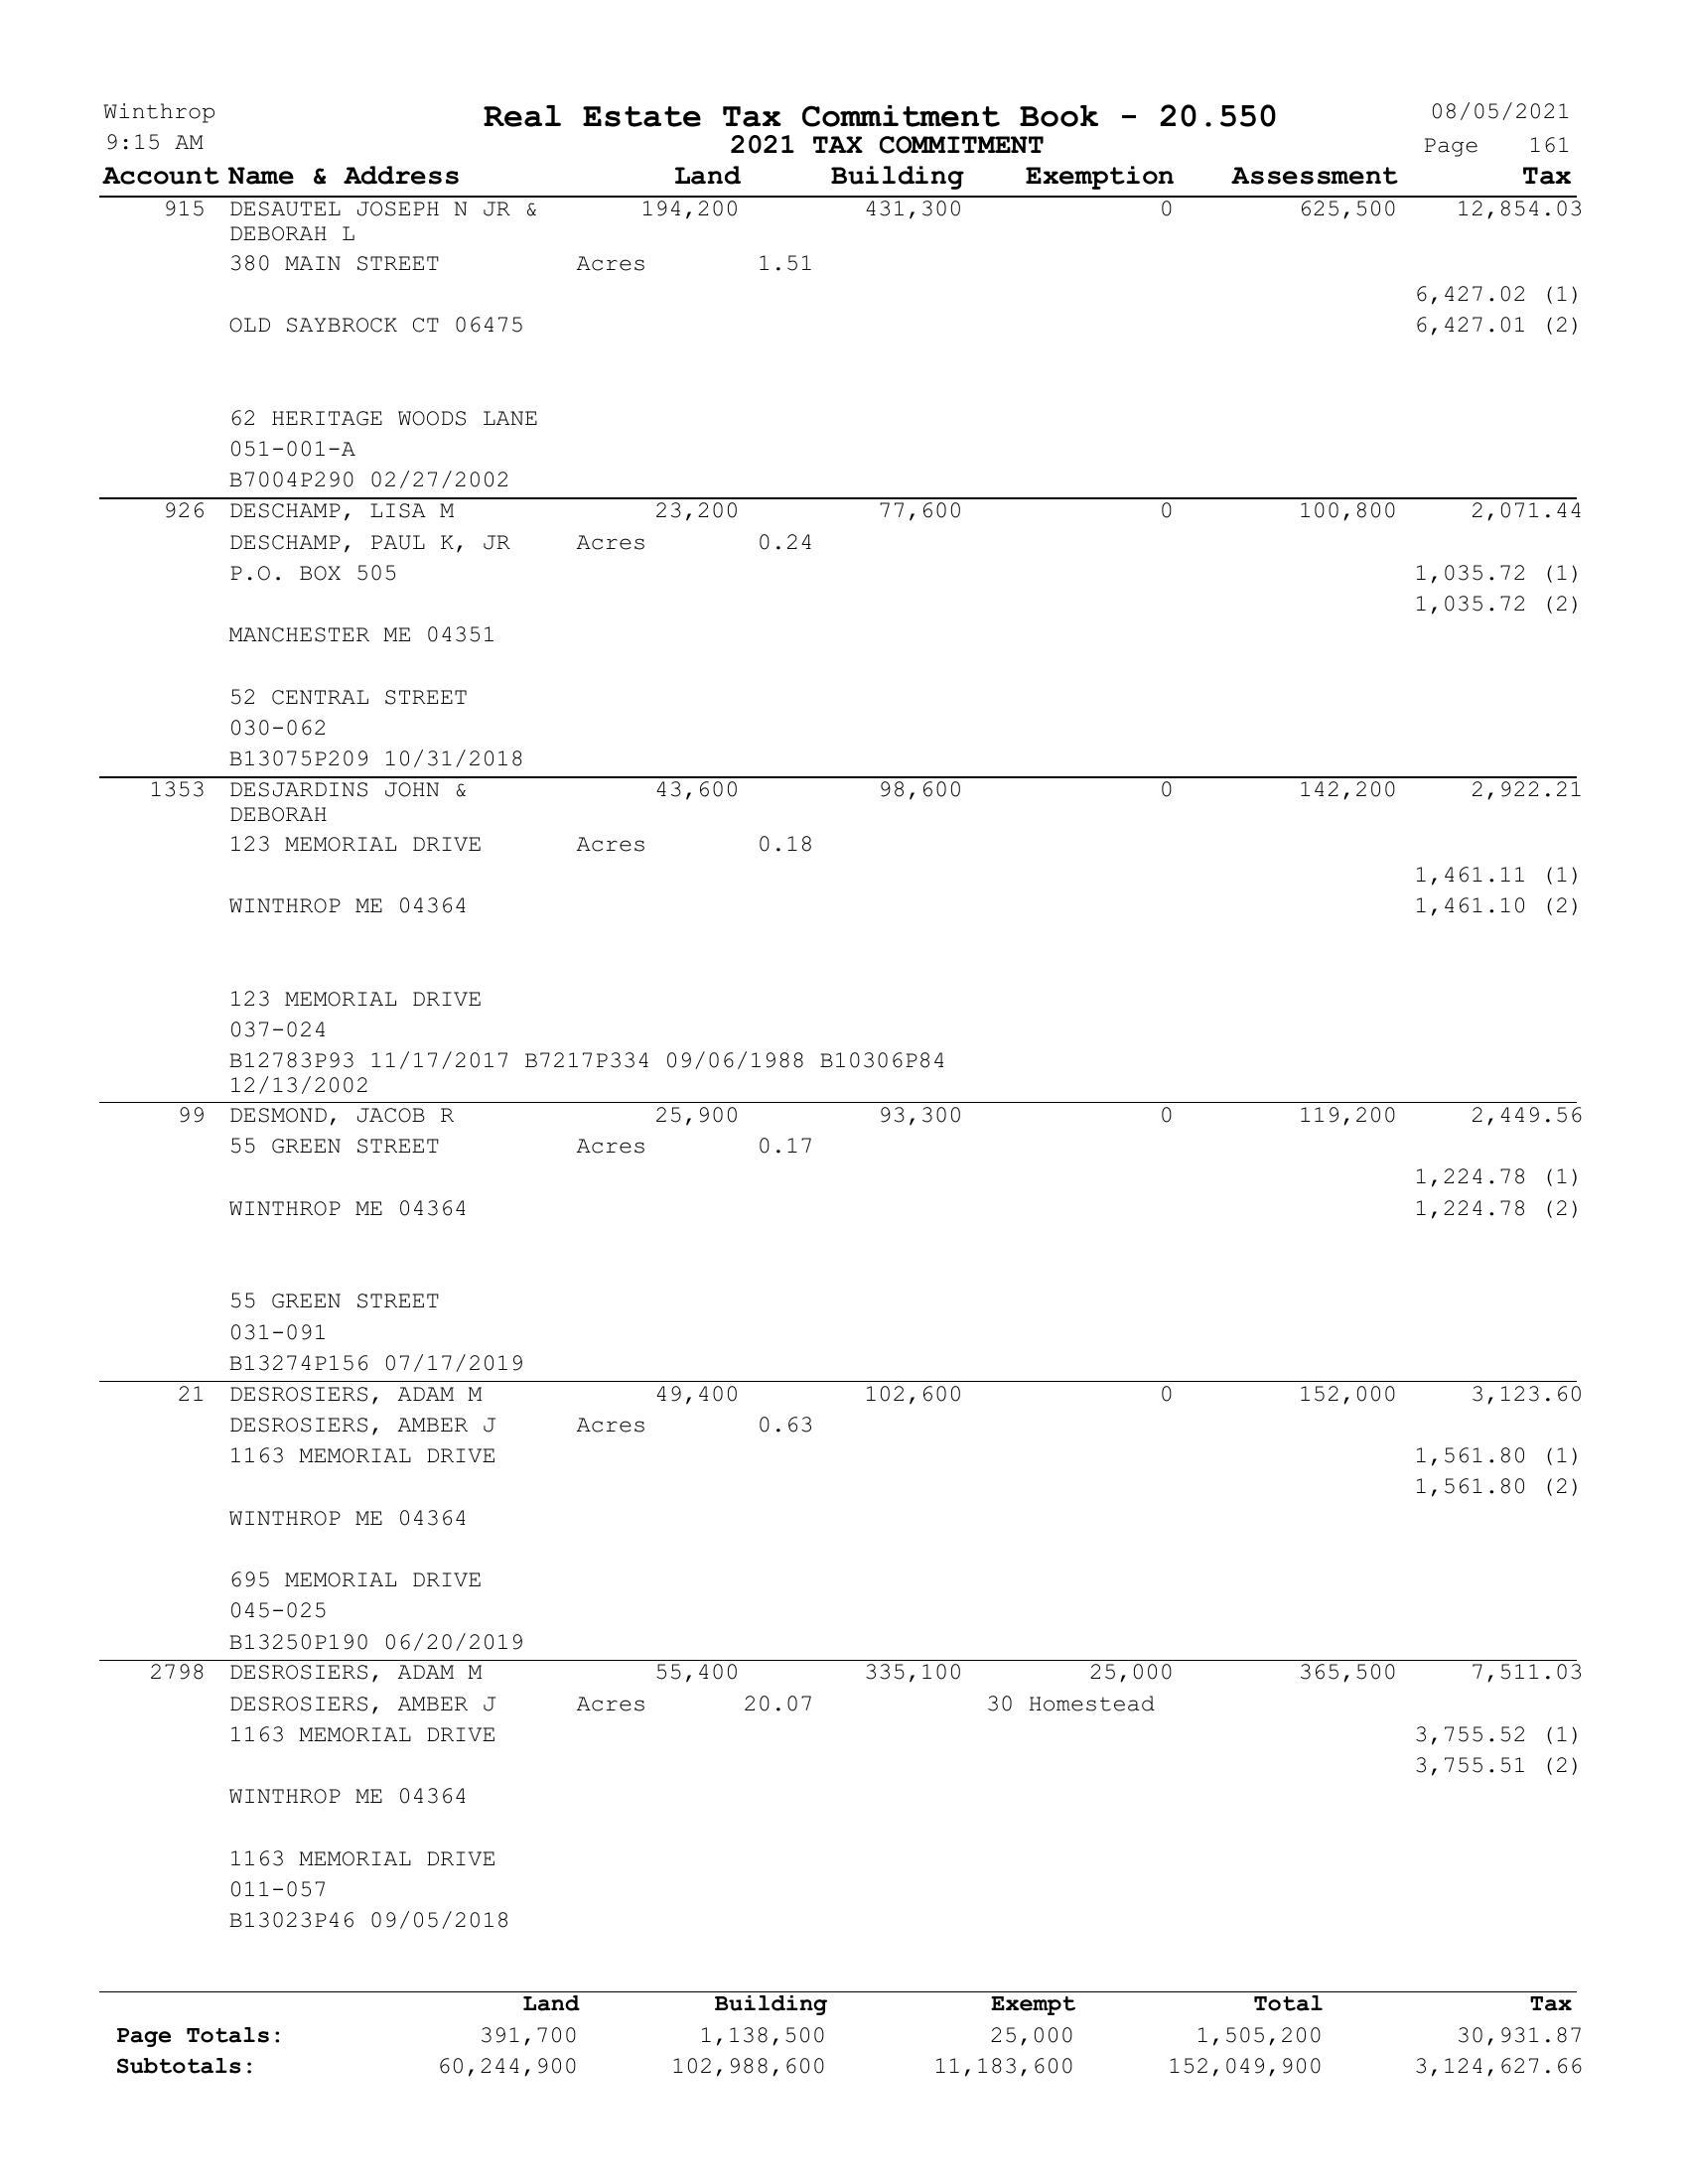 Winthrop Real Estate Tax Commitment Book - 20.550 08/05/2021
9:15 AM 2021 TAX COMMITMENT Page 161
Account Name & Address Land Building Exemption Assessment Tax
915 DESAUTEL JOSEPH N JR & 194,200 431,300 0 625,500 12,854.03
DEBORAH L
380 MAIN STREET Acres 1.51
6,427.02 (1)
OLD SAYBROCK CT 06475 6,427.01 (2)
62 HERITAGE WOODS LANE
051-001-A
B7004P290 02/27/2002
926 DESCHAMP, LISA M 23,200 77,600 0 100,800 2,071.44
DESCHAMP, PAUL K, JR Acres 0.24
P.O. BOX 505 1,035.72 (1)
1,035.72 (2)
MANCHESTER ME 04351
52 CENTRAL STREET
030-062
B13075P209 10/31/2018
1353 DESJARDINS JOHN & 43,600 98,600 0 142,200 2,922.21
DEBORAH
123 MEMORIAL DRIVE Acres 0.18
1,461.11 (1)
WINTHROP ME 04364 1,461.10 (2)
123 MEMORIAL DRIVE
037-024
B12783P93 11/17/2017 B7217P334 09/06/1988 B10306P84
12/13/2002
99 DESMOND, JACOB R 25,900 93,300 0 119,200 2,449.56
55 GREEN STREET Acres 0.17
1,224.78 (1)
WINTHROP ME 04364 1,224.78 (2)
55 GREEN STREET
031-091
B13274P156 07/17/2019
21 DESROSIERS, ADAM M 49,400 102,600 0 152,000 3,123.60
DESROSIERS, AMBER J Acres 0.63
1163 MEMORIAL DRIVE 1,561.80 (1)
1,561.80 (2)
WINTHROP ME 04364
695 MEMORIAL DRIVE
045-025
B13250P190 06/20/2019
2798 DESROSIERS, ADAM M 55,400 335,100 25,000 365,500 7,511.03
DESROSIERS, AMBER J Acres 20.07 30 Homestead
1163 MEMORIAL DRIVE 3,755.52 (1)
3,755.51 (2)
WINTHROP ME 04364
1163 MEMORIAL DRIVE
011-057
B13023P46 09/05/2018
Land Building Exempt Total Tax
Page Totals: 391,700 1,138,500 25,000 1,505,200 30,931.87
Subtotals: 60,244,900 102,988,600 11,183,600 152,049,900 3,124,627.66